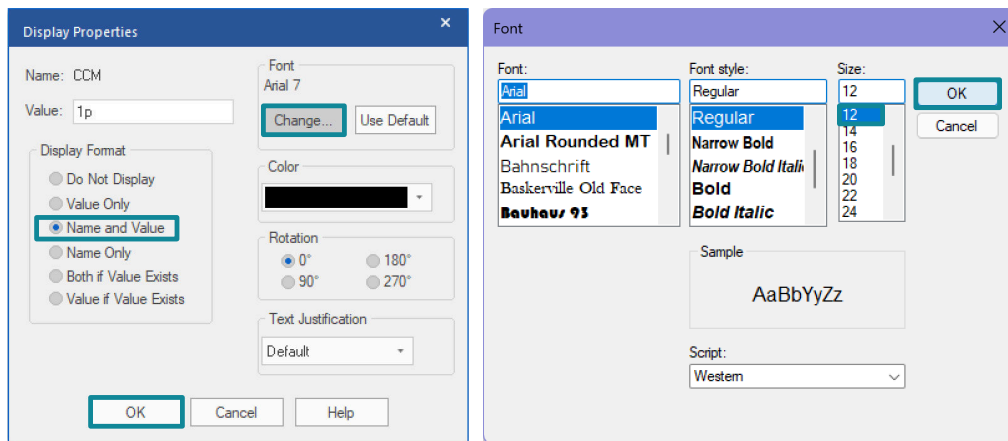 Display Properties
Name: CCM
Value: 1p
Display Format
Do Not Display
Value Only
Name and Value
Name Only
Both if Value Exists
Value if Value Exists
Font
Arial 7
Change...
Use Default
Color
Rotation
0°
180°
90°
270°
Text Justification
Default
OK
Cancel
Help
Font
Font:
Arial
Arial
Arial Rounded MT
Bahnschrift
Baskerville Old Face
Bauhaus 93
Font style:
Regular
Regular
Narrow Bold
Narrow Bold Itali
Bold
Bold Italic
Size:
12
12
14
16
18
20
22
24
OK
Cancel
Sample
AaBbYyZz
Script:
Western